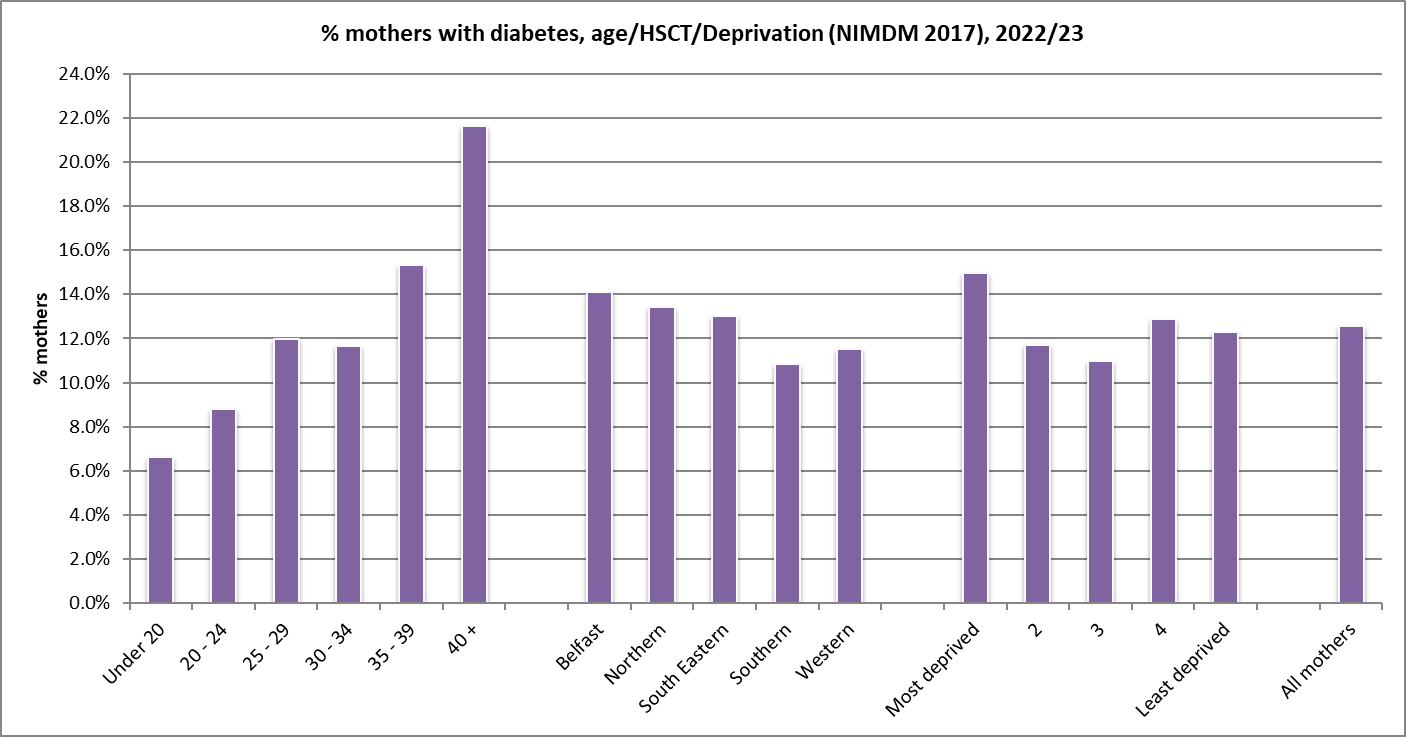 % mothers with diabetes, age/HSCT/Deprivation (NIMDM 2017), 2022/23
24.0%
22.0%
20.0%
18.0%
16.0%
14.0%
12.0%
10.0%
8.0%
6.0%
4.0%
2.0%
0.0%
% mothers
Under 20
20 - 24
25 - 29
30 - 34
35 - 39
40 +
Belfast
Northern
South Eastern
Southern
Western
Most deprived
2
3
4
Least deprived
All mothers